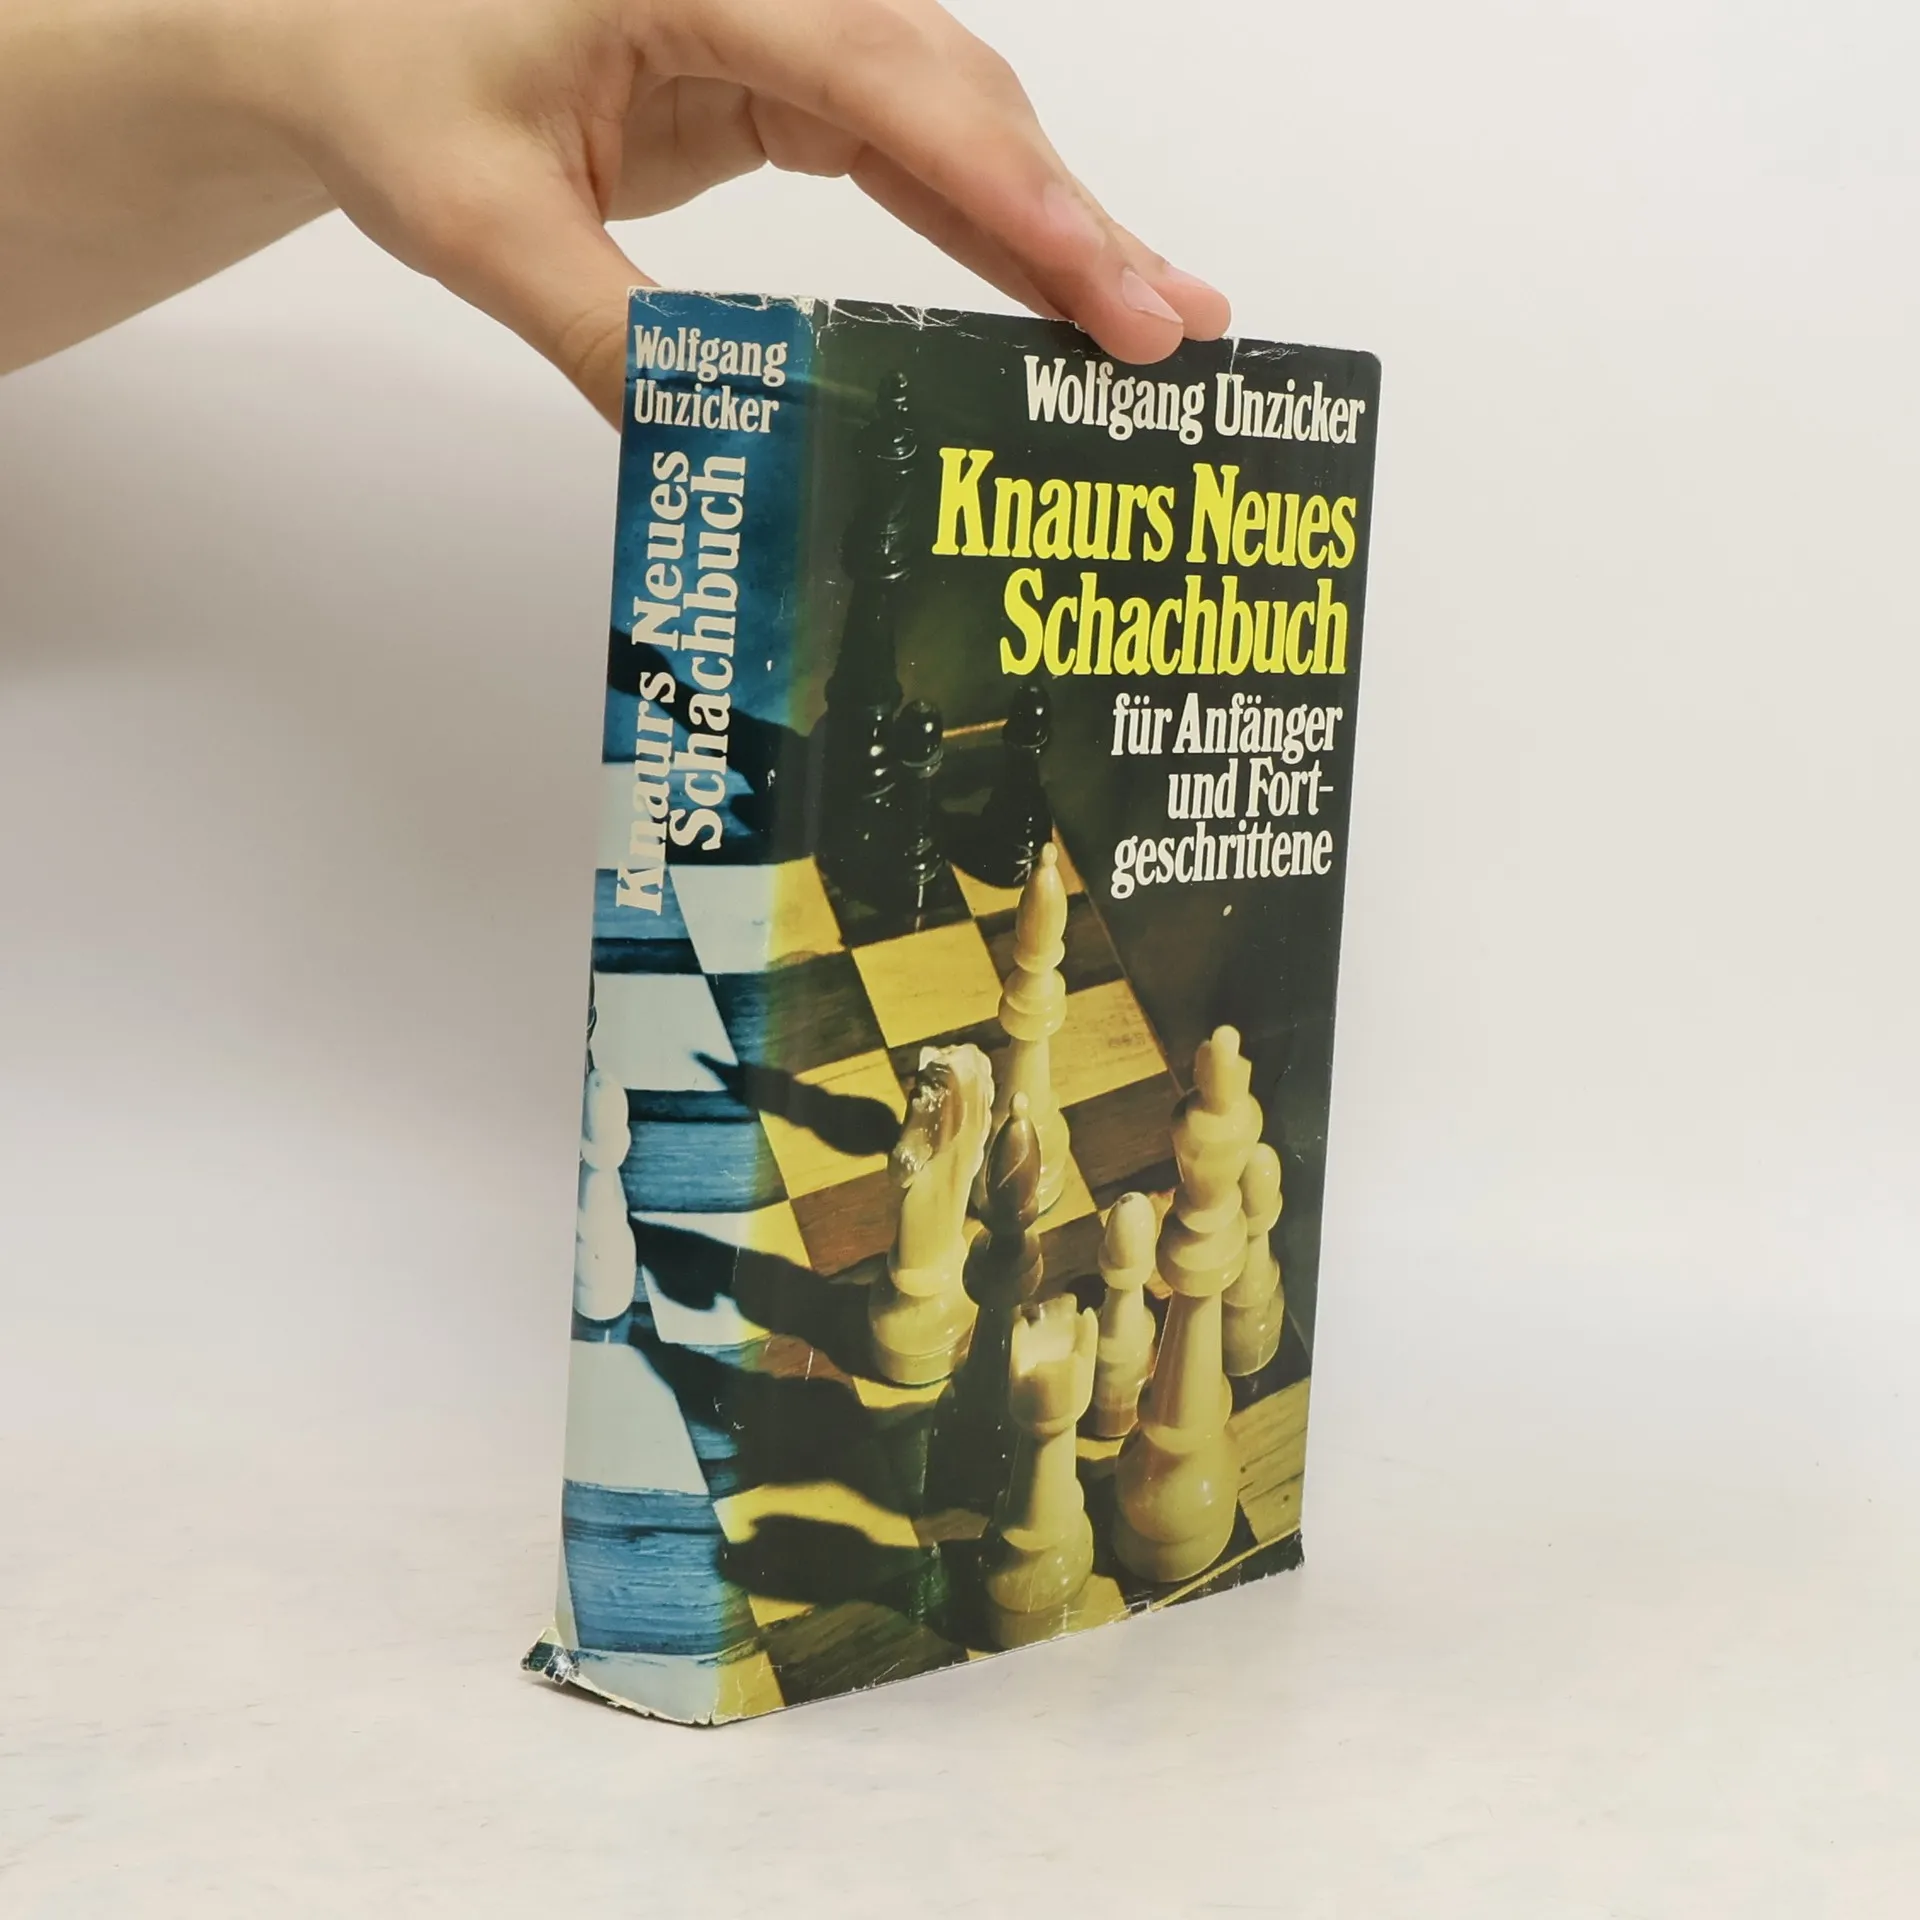 Wolfgang
Unzicker
Knaurs Neues
Schachbuch
Wolfgang Unzicker
Knaurs Neues
Schachbuch
für Anfänger
und Fort-
geschrittene